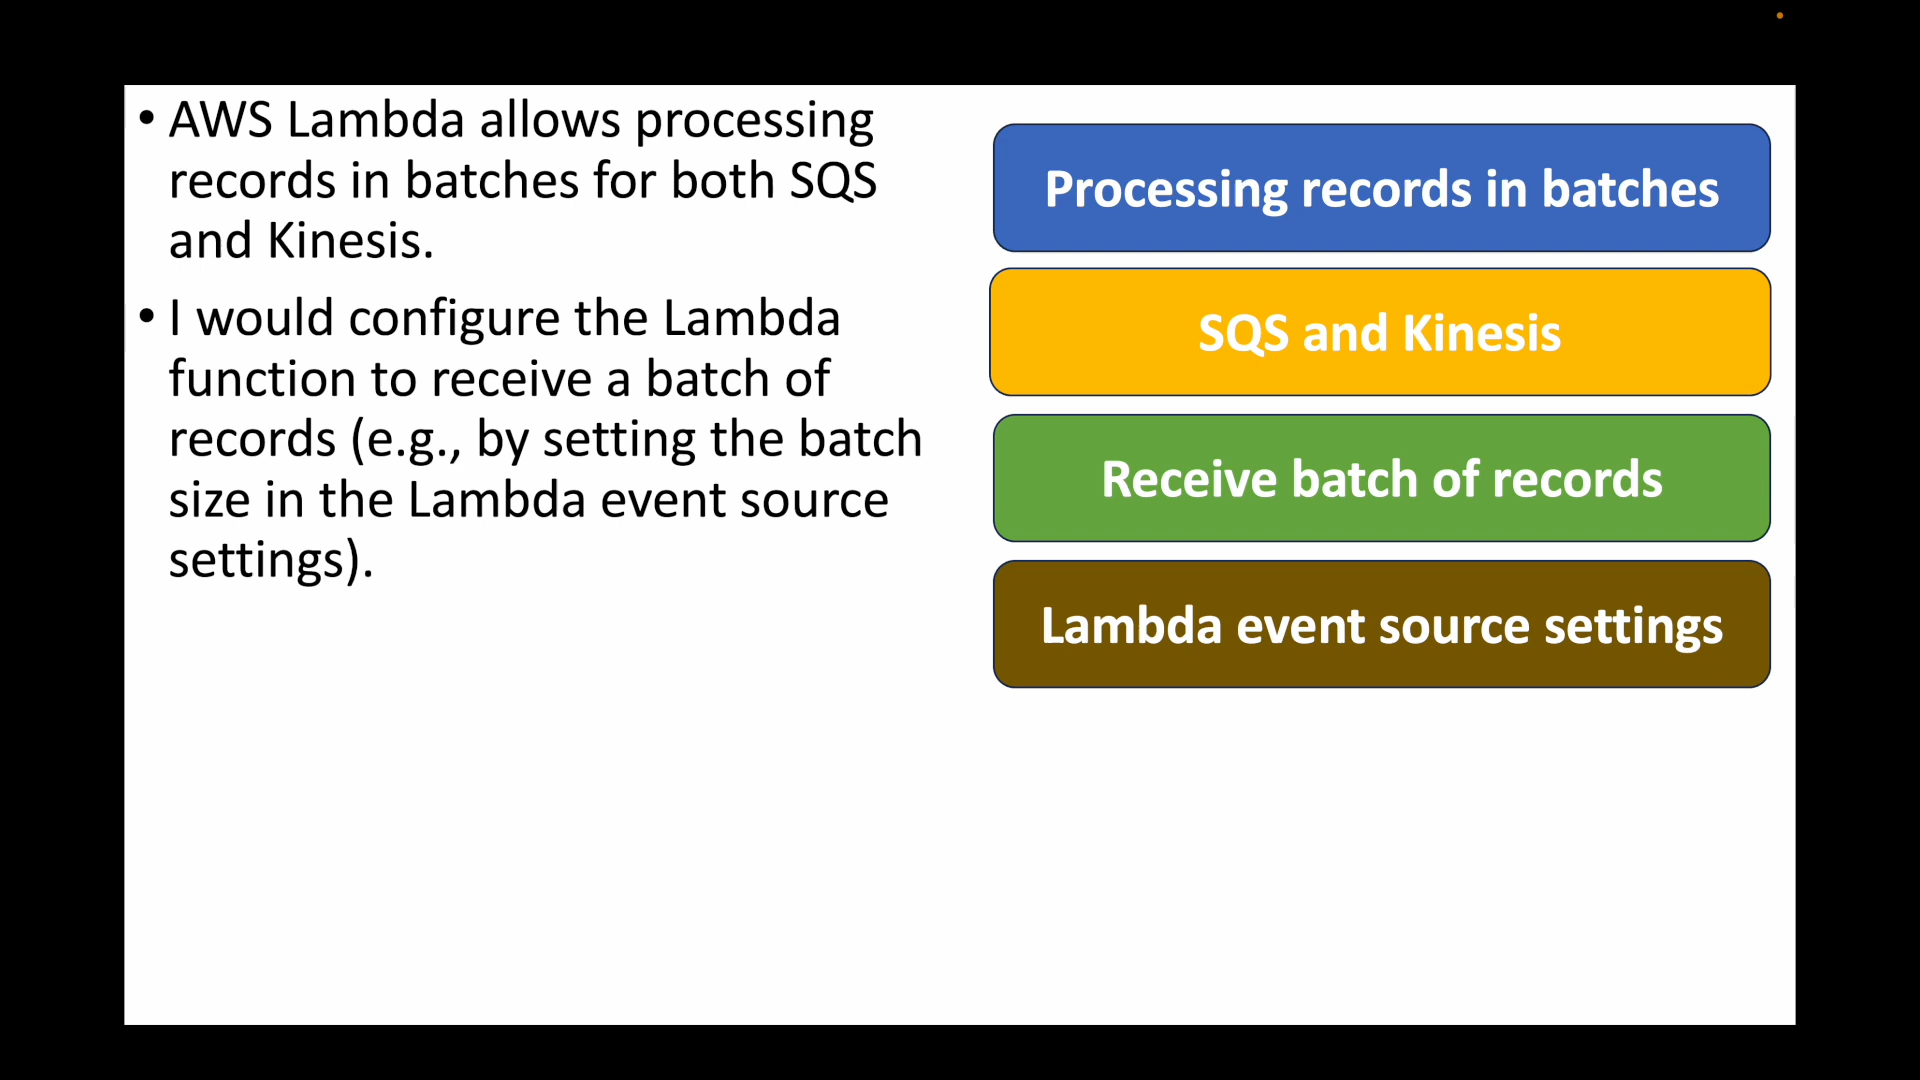 • AWS Lambda allows processing
records in batches for both SQS
and Kinesis.
• I would configure the Lambda
function to receive a batch of
records (e.g., by setting the batch
size in the Lambda event source
settings).
Processing records in batches
SQS and Kinesis
Receive batch of records
Lambda event source settings